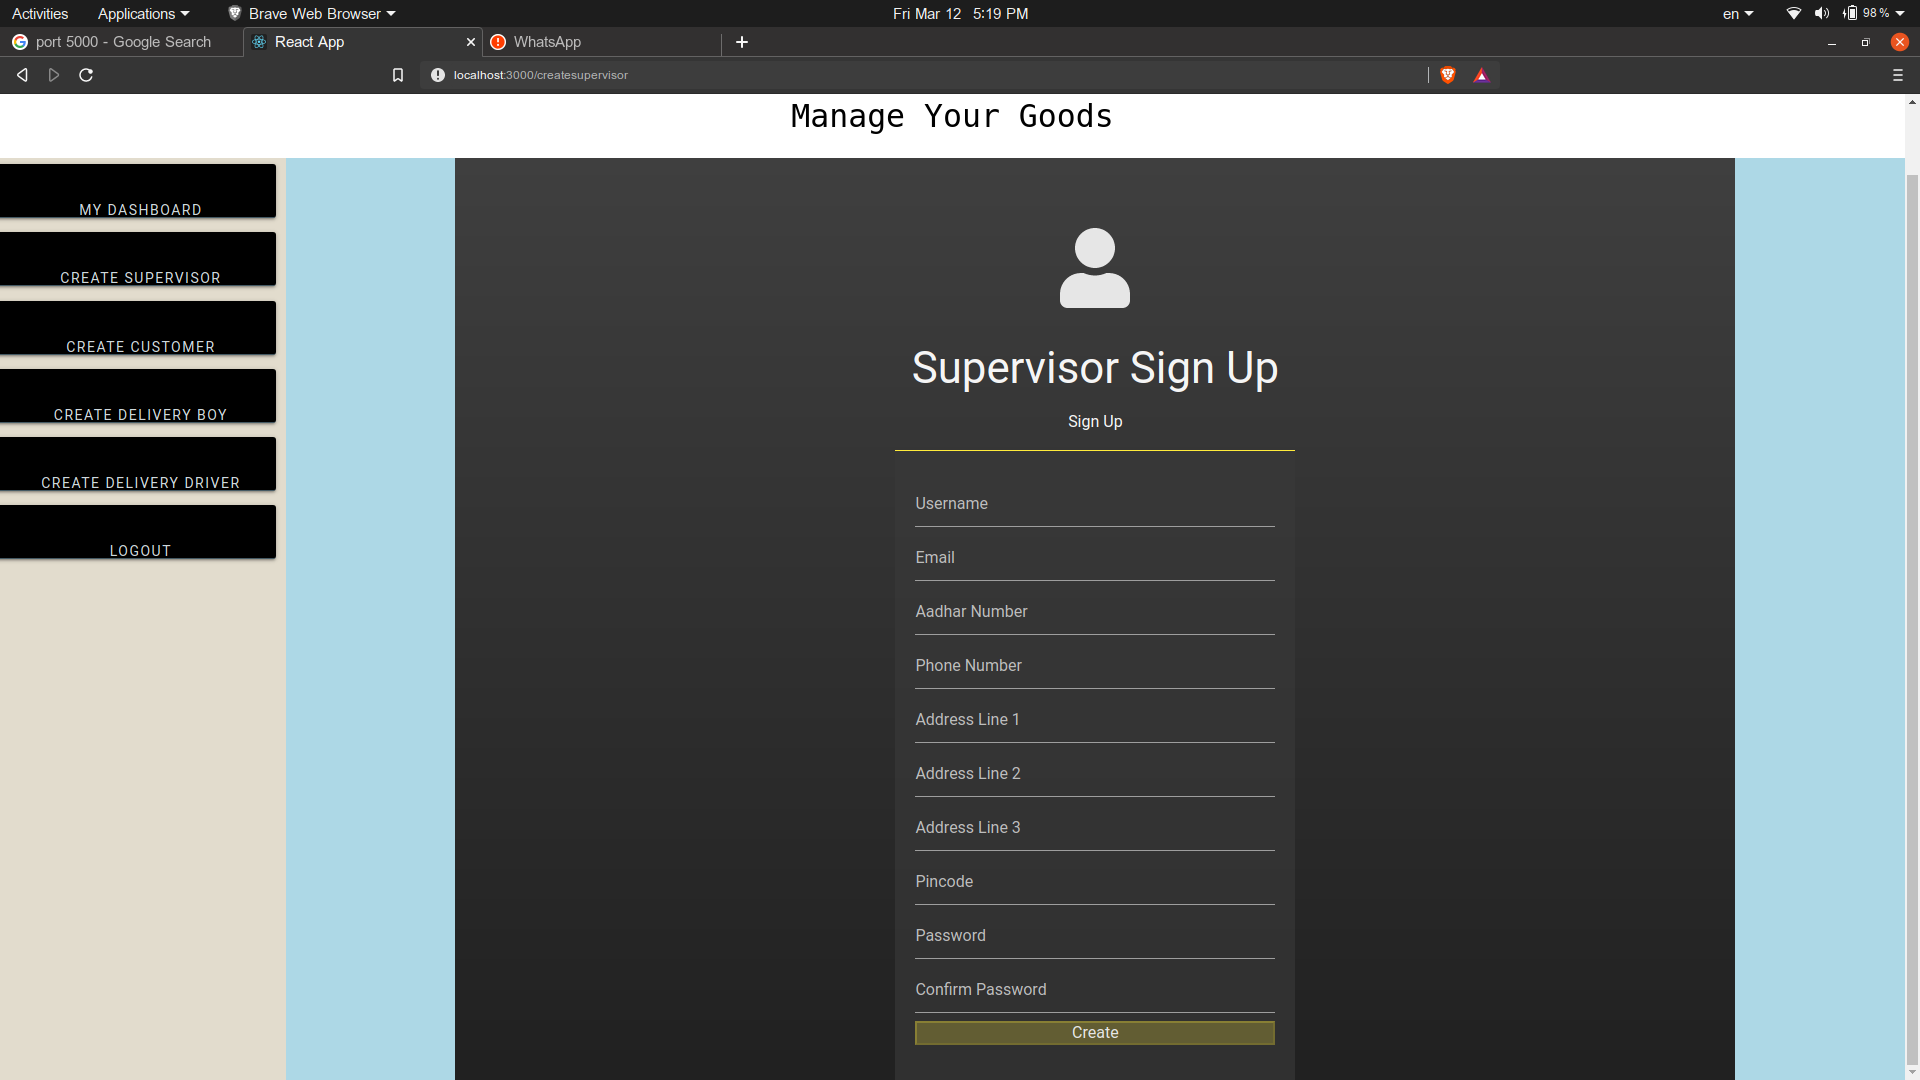 Activities Applications Brave Web Browser Fri Mar 12 5:19 PM en 98 %
port 5000 - Google Search React App WhatsApp
localhost:3000/createsupervisor
Manage Your Goods
MY DASHBOARD
CREATE SUPERVISOR
CREATE CUSTOMER
CREATE DELIVERY BOY
CREATE DELIVERY DRIVER
LOGOUT
Supervisor Sign Up
Sign Up
Username
Email
Aadhar Number
Phone Number
Address Line 1
Address Line 2
Address Line 3
Pincode
Password
Confirm Password
Create